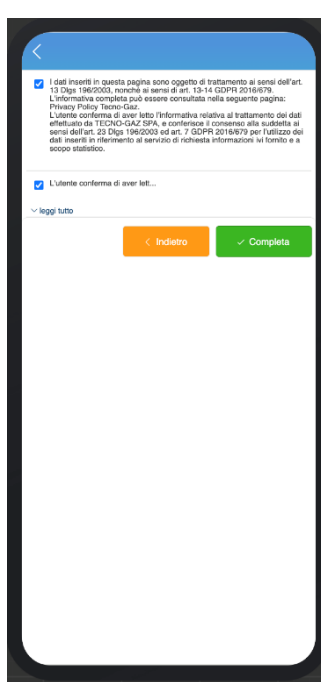 I dati inseriti in questa pagina sono oggetto di trattamento ai sensi dell'art.
13 Dlgs 196/2003, nonchè ai sensi di art. 13-14 GDPR 2016/679.
L'informativa completa può essere consultata nella seguente pagina:
Privacy Policy Tecno-Gaz.
L'utente conferma di aver letto l'informativa relativa al trattamento dei dati
effettuato da TECNO-GAZ SPA, e conferisce il consenso alla suddetta ai
sensi dell'art. 23 Dlgs 196/2003 ed art. 7 GDPR 2016/679 per l'utilizzo dei
dati inseriti in riferimento al servizio di richiesta informazioni ivi fornito e a
scopo statistico.
L'utente conferma di aver lett...
leggi tutto
Indietro
Completa